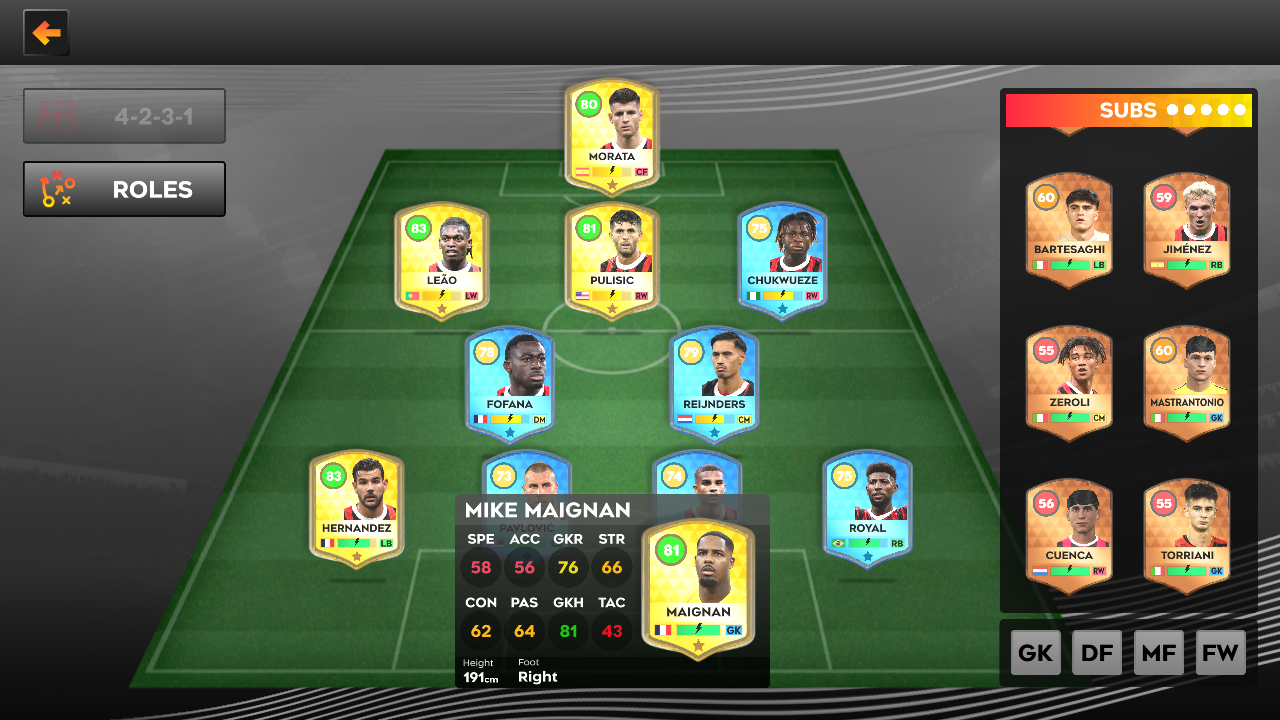 4-2-3-1
ROLES
80
MORATA
CF
83
LEÃO
LW
81
PULISIC
RW
75
CHUKWUEZE
RW
78
FOFANA
DM
79
REIJNDERS
CM
83
HERNANDEZ
LB
73
PAVLOVIĆ
74
75
ROYAL
RB
MIKE MAIGNAN
SPE ACC GKR STR
58 56 76 66
CON PAS GKH TAC
62 64 81 43
Height Foot
191cm Right
81
MAIGNAN
GK
SUBS
60
BARTESAGHI
LB
59
JIMÉNEZ
RB
55
ZEROLI
CM
60
MASTRANTONIO
GK
56
CUENCA
RW
55
TORRIANI
GK
GK DF MF FW